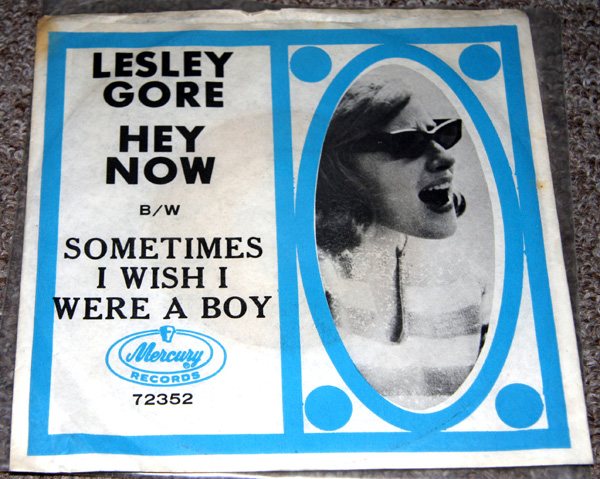 LESLEY
GORE
HEY
NOW
B/W
SOMETIMES
I WISH I
WERE A BOY
Mercury
RECORDS
72352